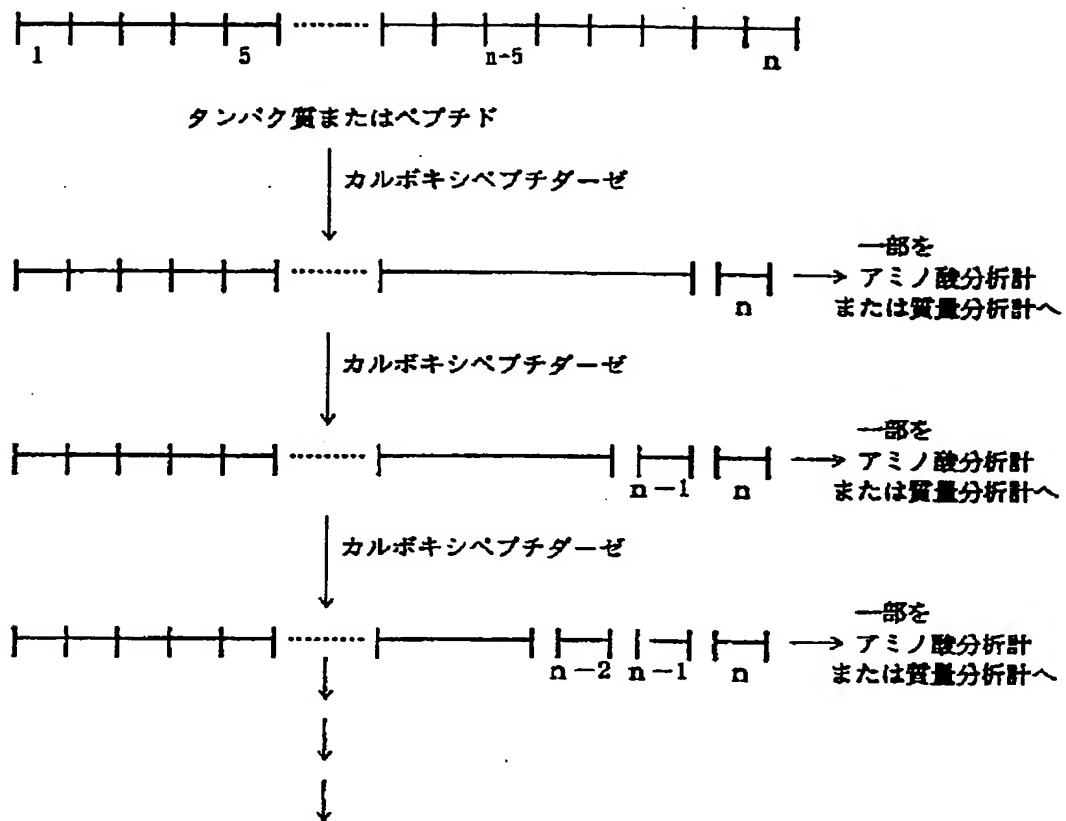 1 5 n-5 n
タンパク質またはペプチド
カルボキシペプチダーゼ
一部を
アミノ酸分析計
または質量分析計へ
n
カルボキシペプチダーゼ
一部を
アミノ酸分析計
または質量分析計へ
n-1 n
カルボキシペプチダーゼ
一部を
アミノ酸分析計
または質量分析計へ
n-2 n-1 n